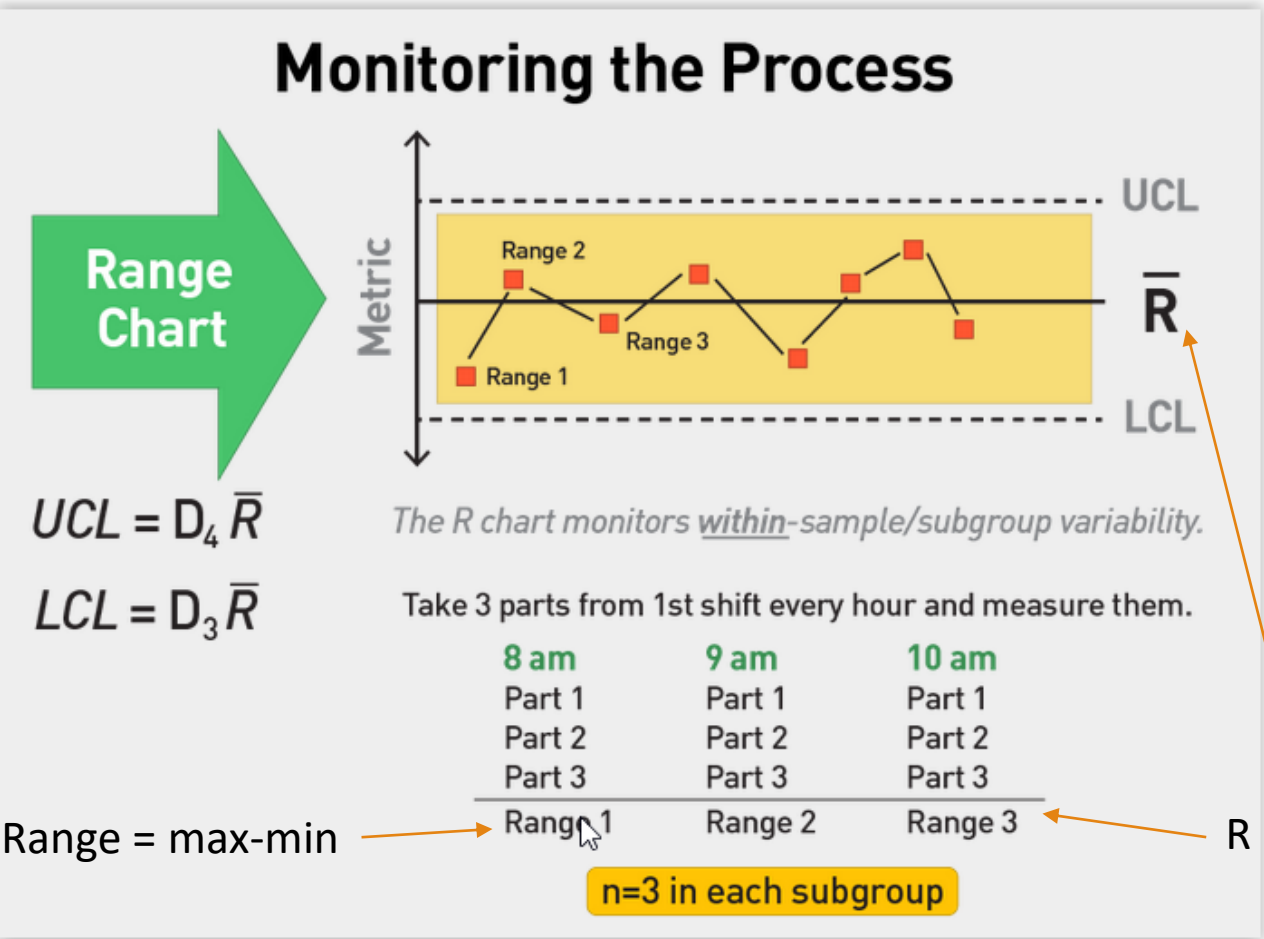 Monitoring the Process
Range
Chart
Metric
UCL
Range 2
R̅
Range 3
Range 1
LCL
UCL = D₄ R̅
LCL = D₃ R̅
The R chart monitors within-sample/subgroup variability.
Take 3 parts from 1st shift every hour and measure them.
8 am 9 am 10 am
Part 1 Part 1 Part 1
Part 2 Part 2 Part 2
Part 3 Part 3 Part 3
Range 1 Range 2 Range 3
Range = max-min
R
n=3 in each subgroup